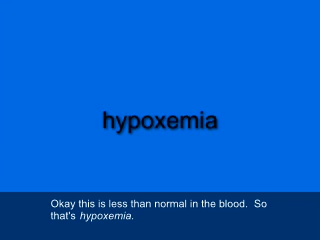 hypoxemia
Okay this is less than normal in the blood.  So
that's hypoxemia.